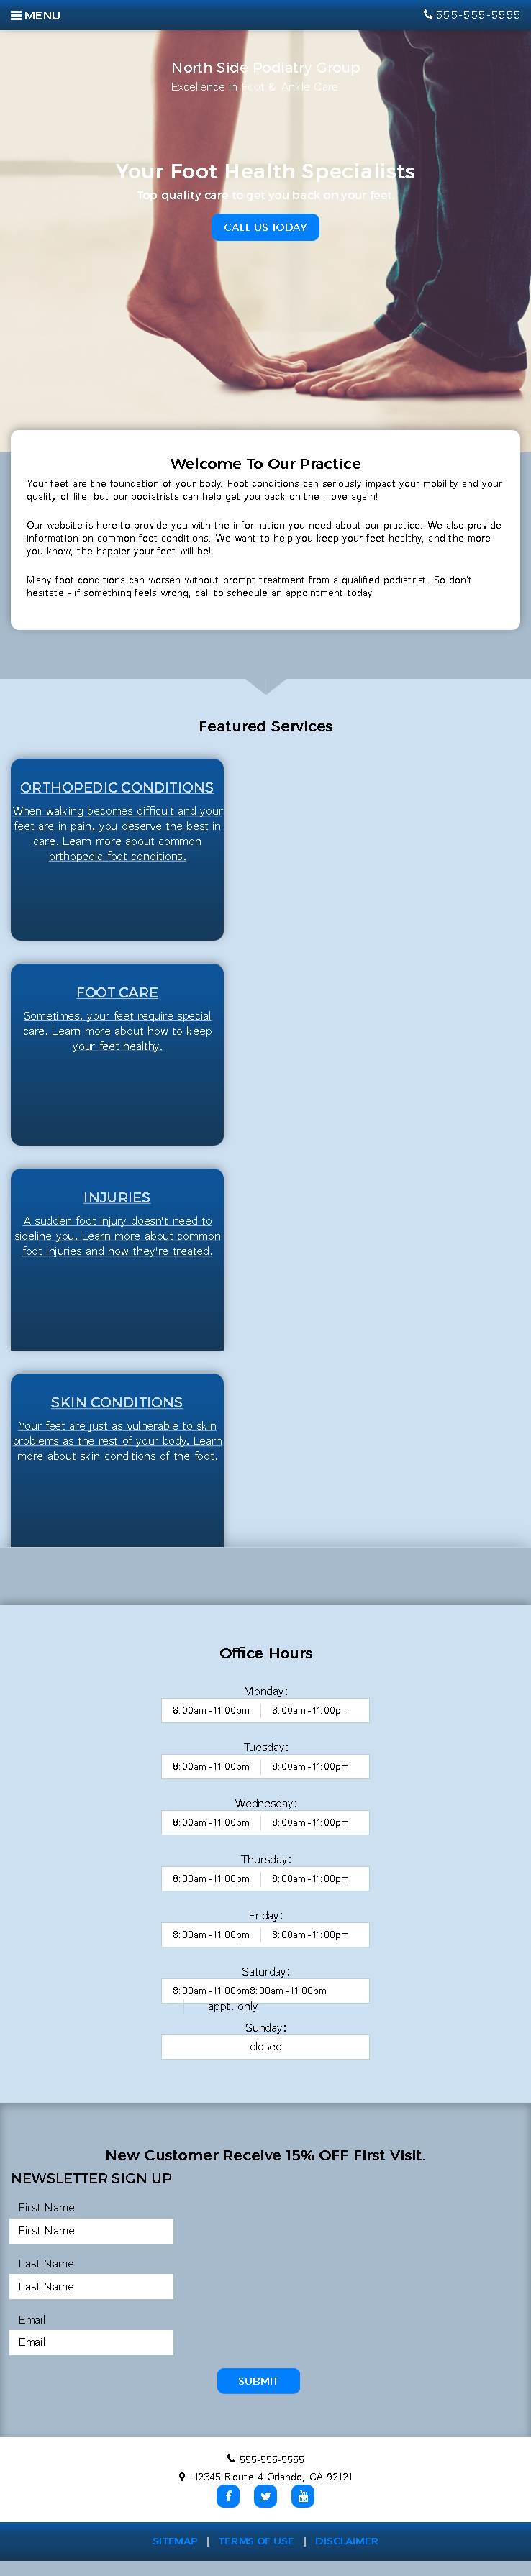 MENU
555-555-5555
North Side Podiatry Group
Excellence in Foot & Ankle Care
Your Foot Health Specialists
Top quality care to get you back on your feet.
CALL US TODAY
Welcome To Our Practice
Your feet are the foundation of your body. Foot conditions can seriously impact your mobility and your
quality of life, but our podiatrists can help get you back on the move again!
Our website is here to provide you with the information you need about our practice. We also provide
information on common foot conditions. We want to help you keep your feet healthy, and the more
you know, the happier your feet will be!
Many foot conditions can worsen without prompt treatment from a qualified podiatrist. So don't
hesitate - if something feels wrong, call to schedule an appointment today.
Featured Services
ORTHOPEDIC CONDITIONS
When walking becomes difficult and your
feet are in pain, you deserve the best in
care. Learn more about common
orthopedic foot conditions.
FOOT CARE
Sometimes, your feet require special
care. Learn more about how to keep
your feet healthy.
INJURIES
A sudden foot injury doesn't need to
sideline you. Learn more about common
foot injuries and how they're treated.
SKIN CONDITIONS
Your feet are just as vulnerable to skin
problems as the rest of your body. Learn
more about skin conditions of the foot.
Office Hours
Monday:
8:00am-11:00pm 8:00am-11:00pm
Tuesday:
8:00am-11:00pm 8:00am-11:00pm
Wednesday:
8:00am-11:00pm 8:00am-11:00pm
Thursday:
8:00am-11:00pm 8:00am-11:00pm
Friday:
8:00am-11:00pm 8:00am-11:00pm
Saturday:
8:00am-11:00pm8:00am-11:00pm
appt. only
Sunday:
closed
New Customer Receive 15% OFF First Visit.
NEWSLETTER SIGN UP
First Name
First Name
Last Name
Last Name
Email
Email
SUBMIT
555-555-5555
12345 Route 4 Orlando, CA 92121
SITEMAP | TERMS OF USE | DISCLAIMER